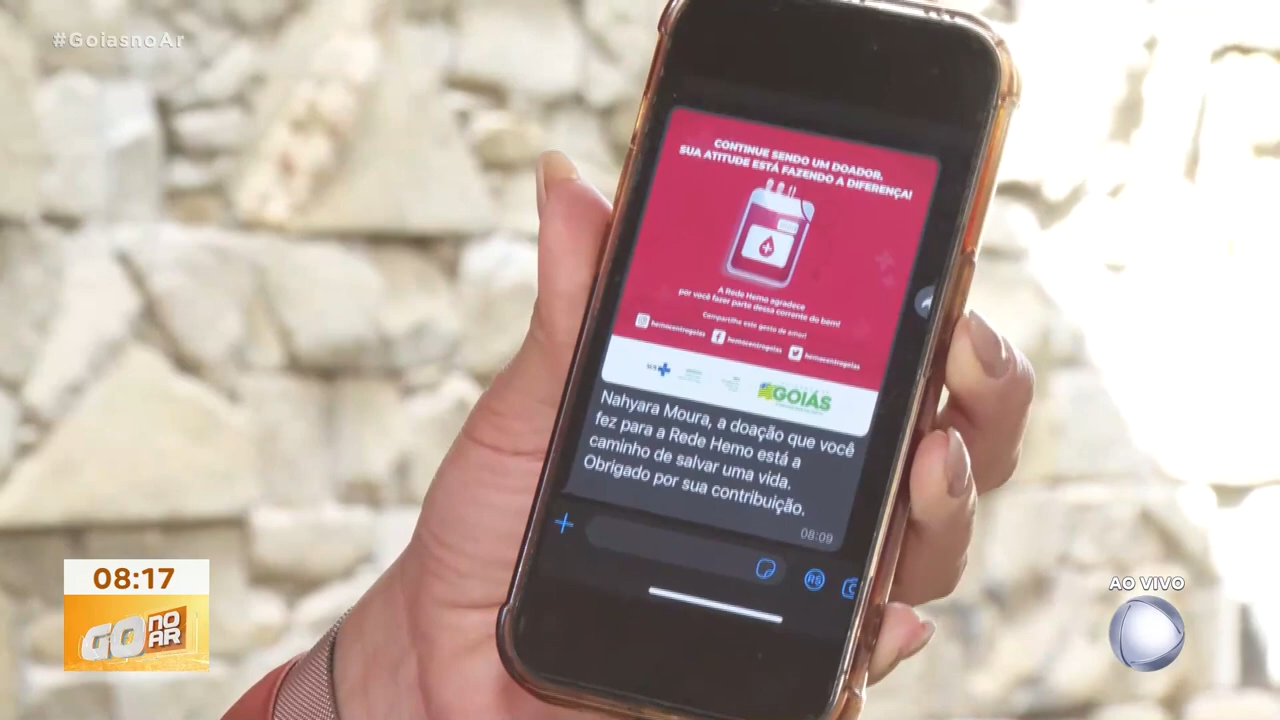 #GoiasnoAr
CONTINUE SENDO UM DOADOR.
SUA ATITUDE ESTÁ FAZENDO A DIFERENÇA!
A Rede Hemo agradece
por você fazer parte dessa corrente do bem!
Compartilhe este gesto de amor!
hemocentrogoias
hemocentrogoias
hemocentrogoias
SUS
GOIÁS
Nahyara Moura, a doação que você
fez para a Rede Hemo está a
caminho de salvar uma vida.
Obrigado por sua contribuição.
08:09
R$
08:17
GO NO AR
AO VIVO